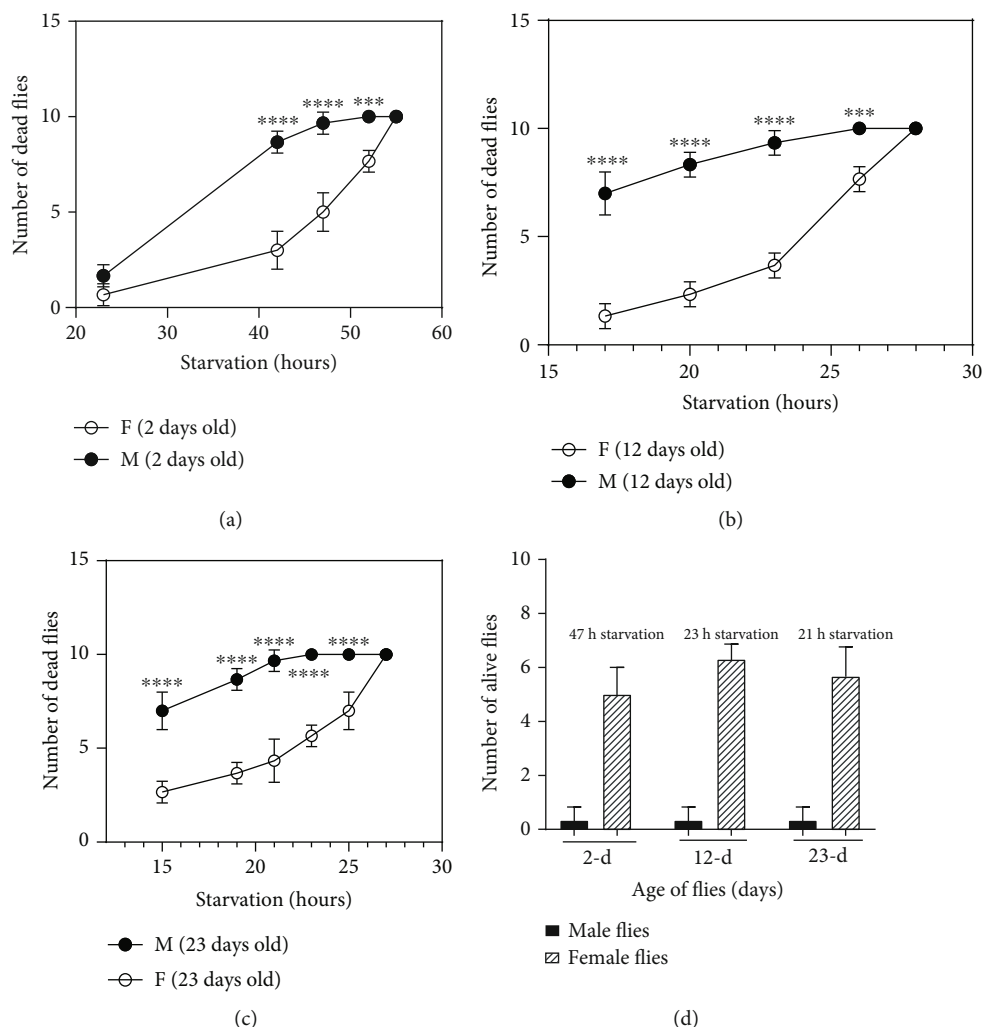 15
10
5
0
Number of dead flies
****
****
***
20
30
40
50
60
Starvation (hours)
F (2 days old)
M (2 days old)
(a)
15
10
5
0
Number of dead flies
****
****
****
***
15
20
25
30
Starvation (hours)
F (12 days old)
M (12 days old)
(b)
15
10
5
0
Number of dead flies
****
****
****
****
****
15
20
25
30
Starvation (hours)
M (23 days old)
F (23 days old)
(c)
10
8
6
4
2
0
Number of alive flies
47 h starvation
23 h starvation
21 h starvation
2-d
12-d
23-d
Age of flies (days)
Male flies
Female flies
(d)